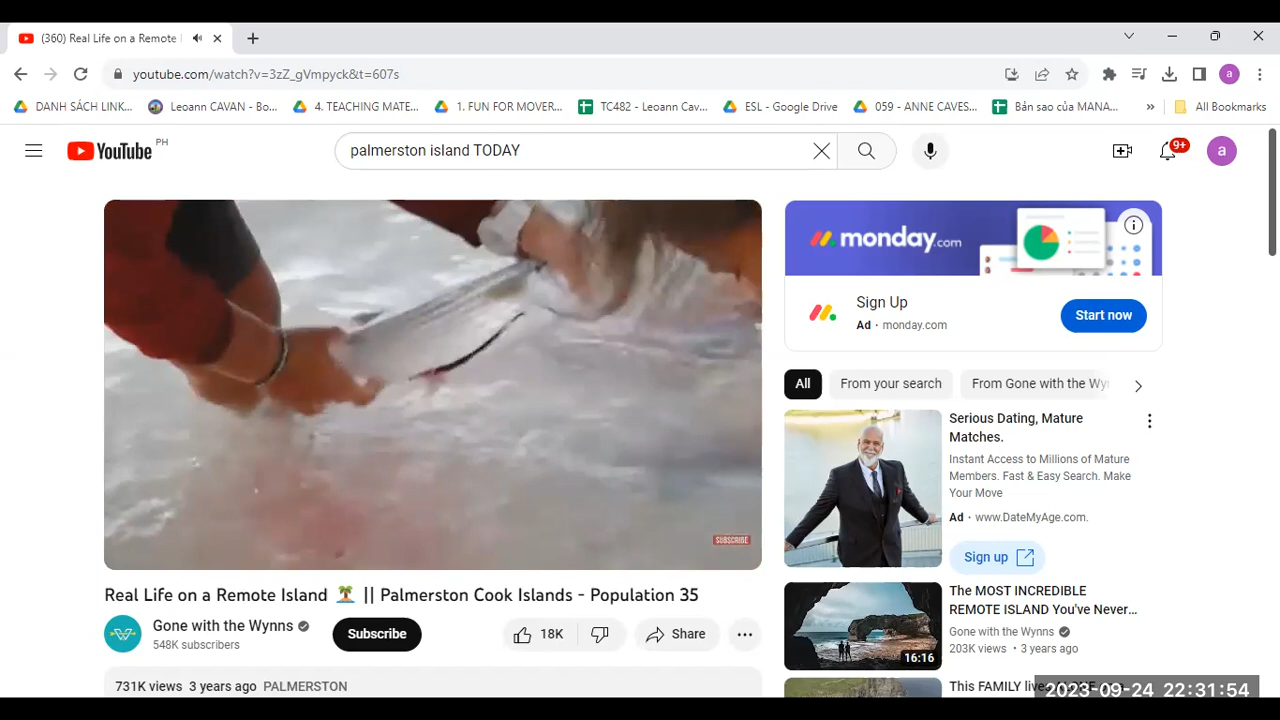 (360) Real Life on a Remote
youtube.com/watch?v=3zZ_gVmpyck&t=607s
DANH SÁCH LINK...
Leoann CAVAN - Bo...
4. TEACHING MATE...
1. FUN FOR MOVER...
TC482 - Leoann Cav...
ESL - Google Drive
059 - ANNE CAVES...
Bản sao của MANA...
»
All Bookmarks
YouTube PH
palmerston island TODAY
9+
a
monday.com
Sign Up
Ad · monday.com
Start now
All
From your search
From Gone with the Wy
Serious Dating, Mature
Matches.
Instant Access to Millions of Mature
Members. Fast & Easy Search. Make
Your Move
Ad · www.DateMyAge.com.
Sign up
SUBSCRIBE
Real Life on a Remote Island 🏝️ || Palmerston Cook Islands - Population 35
Gone with the Wynns
548K subscribers
Subscribe
18K
Share
The MOST INCREDIBLE
REMOTE ISLAND You've Never...
Gone with the Wynns
203K views · 3 years ago
16:16
731K views 3 years ago PALMERSTON
This FAMILY live
2023-09-24 22:31:54